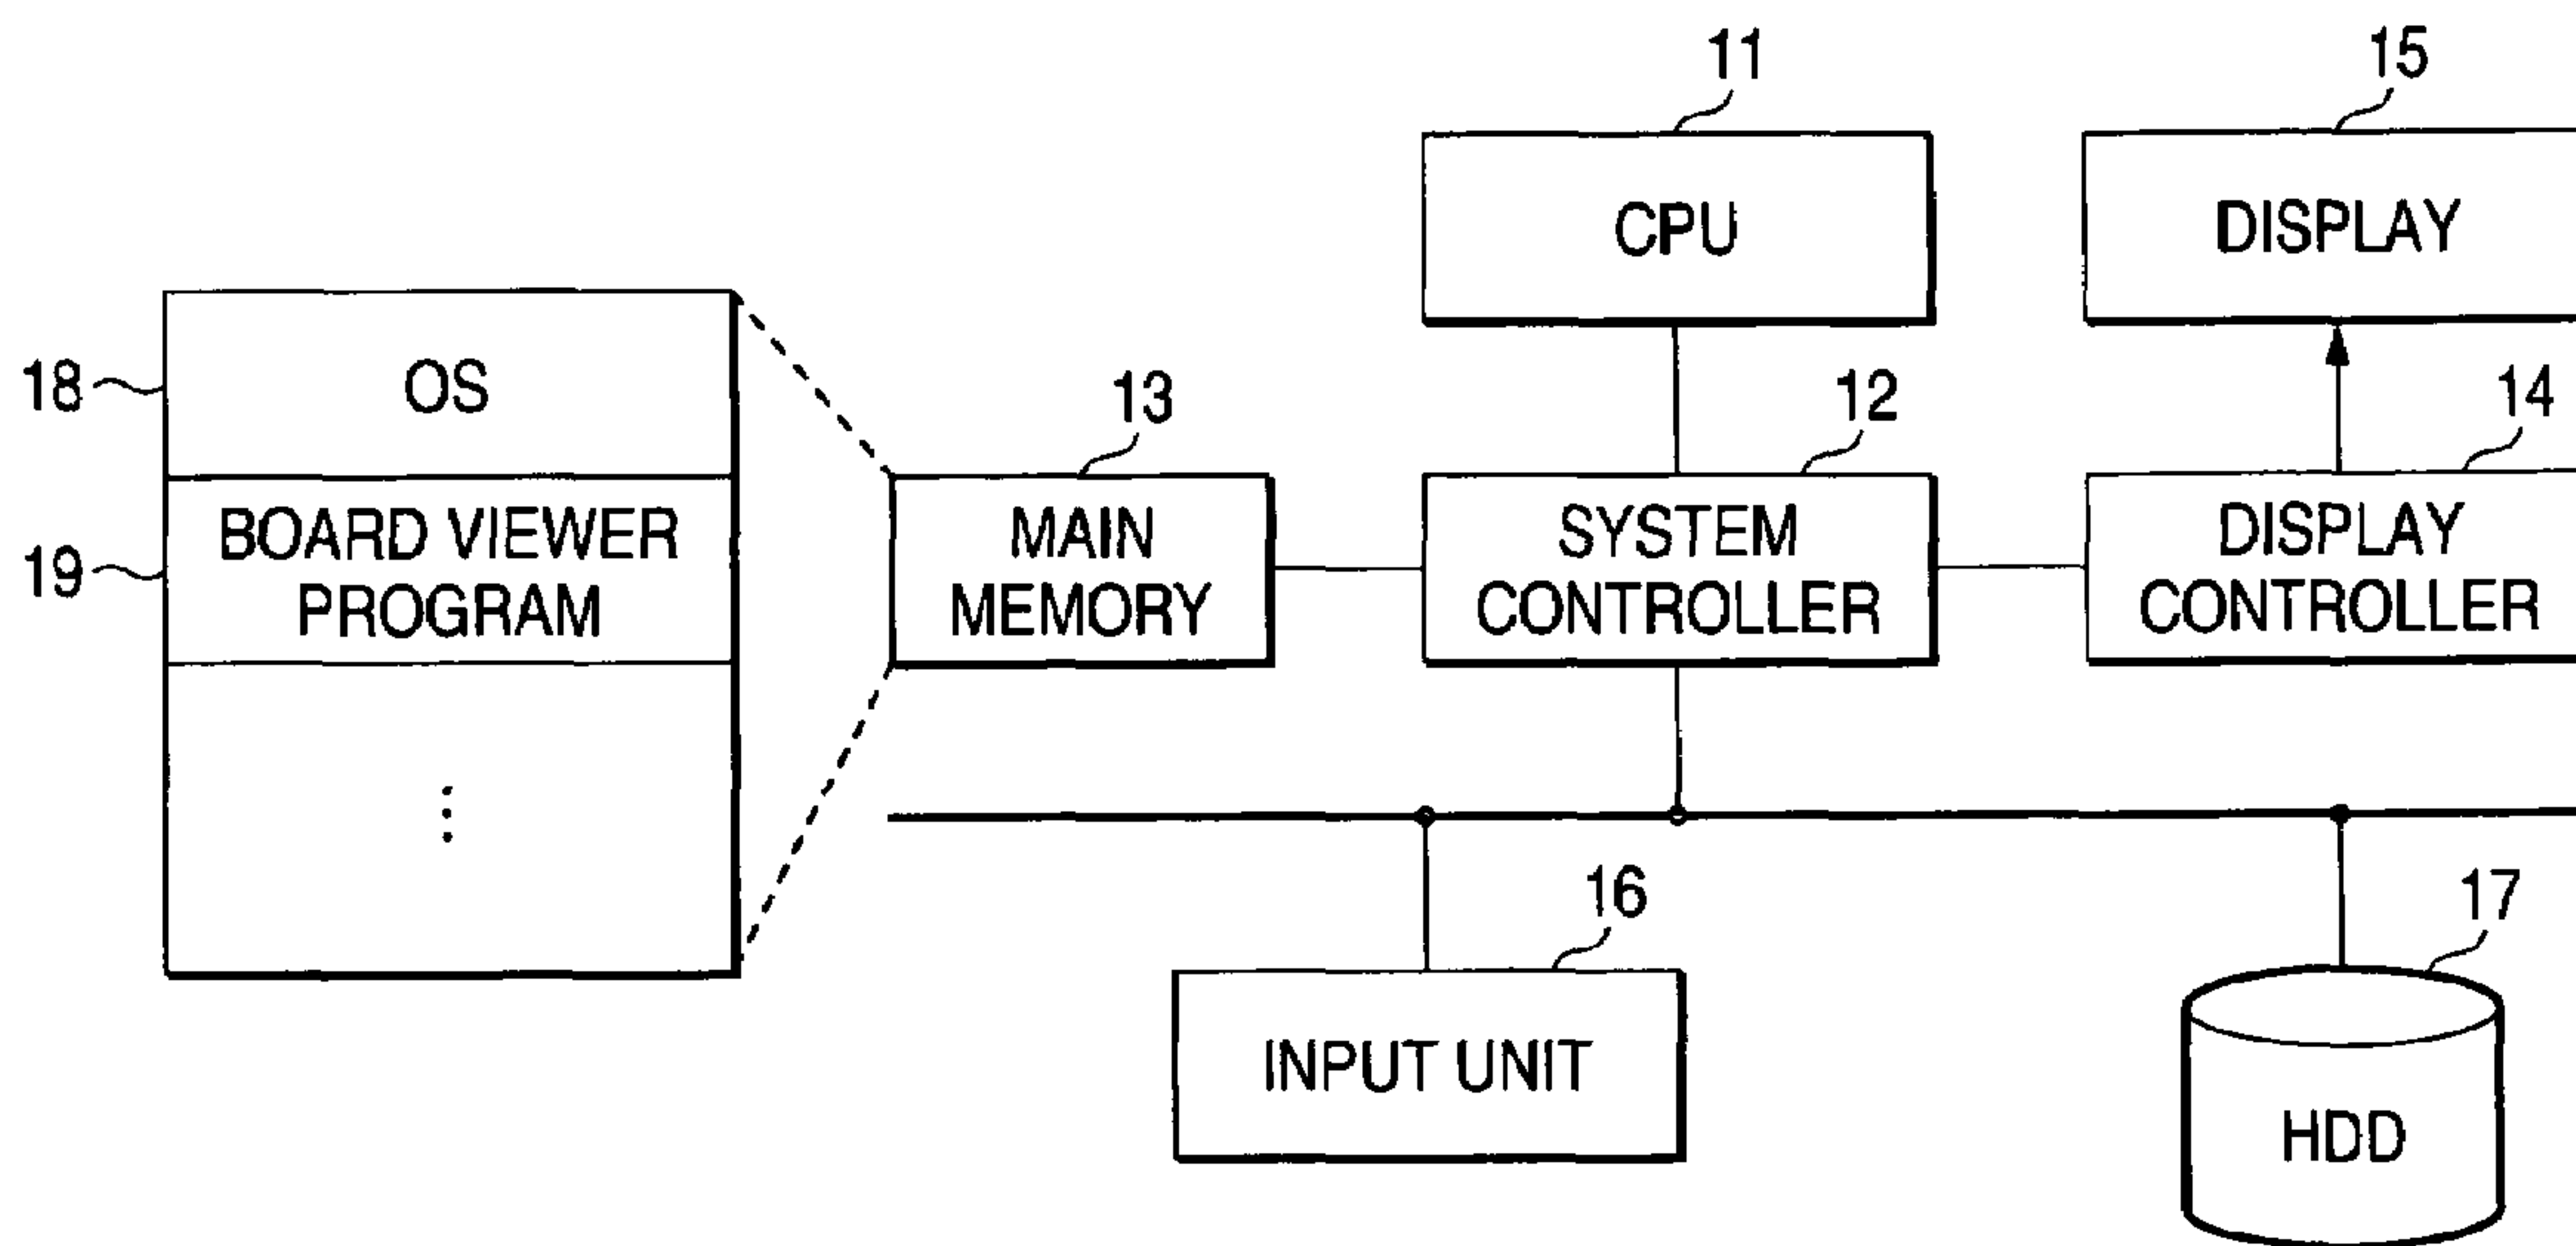 11
15
CPU
DISPLAY
18
OS
13
12
14
19
BOARD VIEWER
PROGRAM
MAIN
MEMORY
SYSTEM
CONTROLLER
DISPLAY
CONTROLLER
16
17
INPUT UNIT
HDD